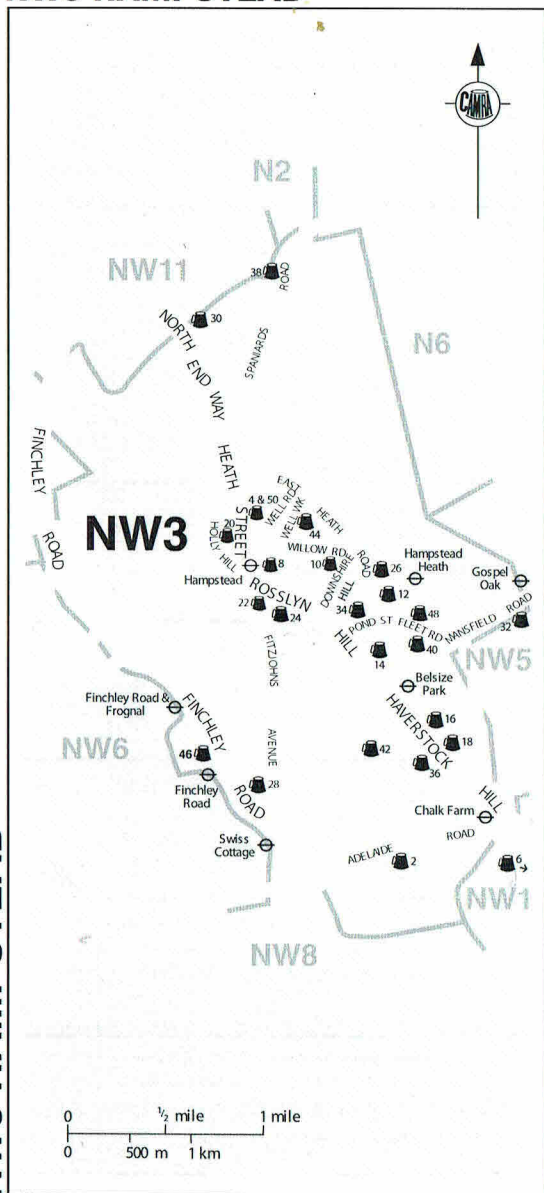 CAMRA
N2
NW11
38
ROAD
30
NORTH END WAY
SPANIARDS
N6
FINCHLEY
ROAD
HEATH
STREET
NW3
4 & 50
EAST
WELL RD
WELL WK
HEATH
44
20
HOLLY
HILL
Hampstead
8
WILLOW RD
10
DOWNSHIRE
HILL
ROAD
26
Hampstead
Heath
Gospel
Oak
12
22
ROSSLYN
24
34
48
POND ST
FLEET RD
MANSFIELD
ROAD
32
HILL
14
40
NW5
FITZJOHNS
AVENUE
Belsize
Park
Finchley Road &
Frognal
FINCHLEY
ROAD
NW6
46
Finchley
Road
HAVERSTOCK
HILL
16
18
42
36
28
Chalk Farm
Swiss
Cottage
ADELAIDE
ROAD
2
6
NW1
NW8
0
1/2 mile
1 mile
0
500 m
1 km